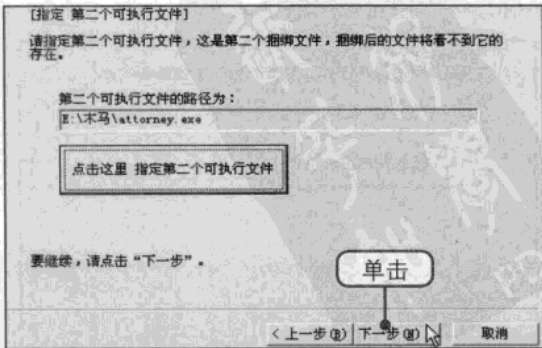 [指定 第二个可执行文件]
请指定第二个可执行文件，这是第二个捆绑文件，捆绑后的文件将看不到它的
存在。
第二个可执行文件的路径为：
E:\木马\attorney.exe
点击这里 指定第二个可执行文件
要继续，请点击“下一步”。
单击
< 上一步(B) 下一步(N) 取消